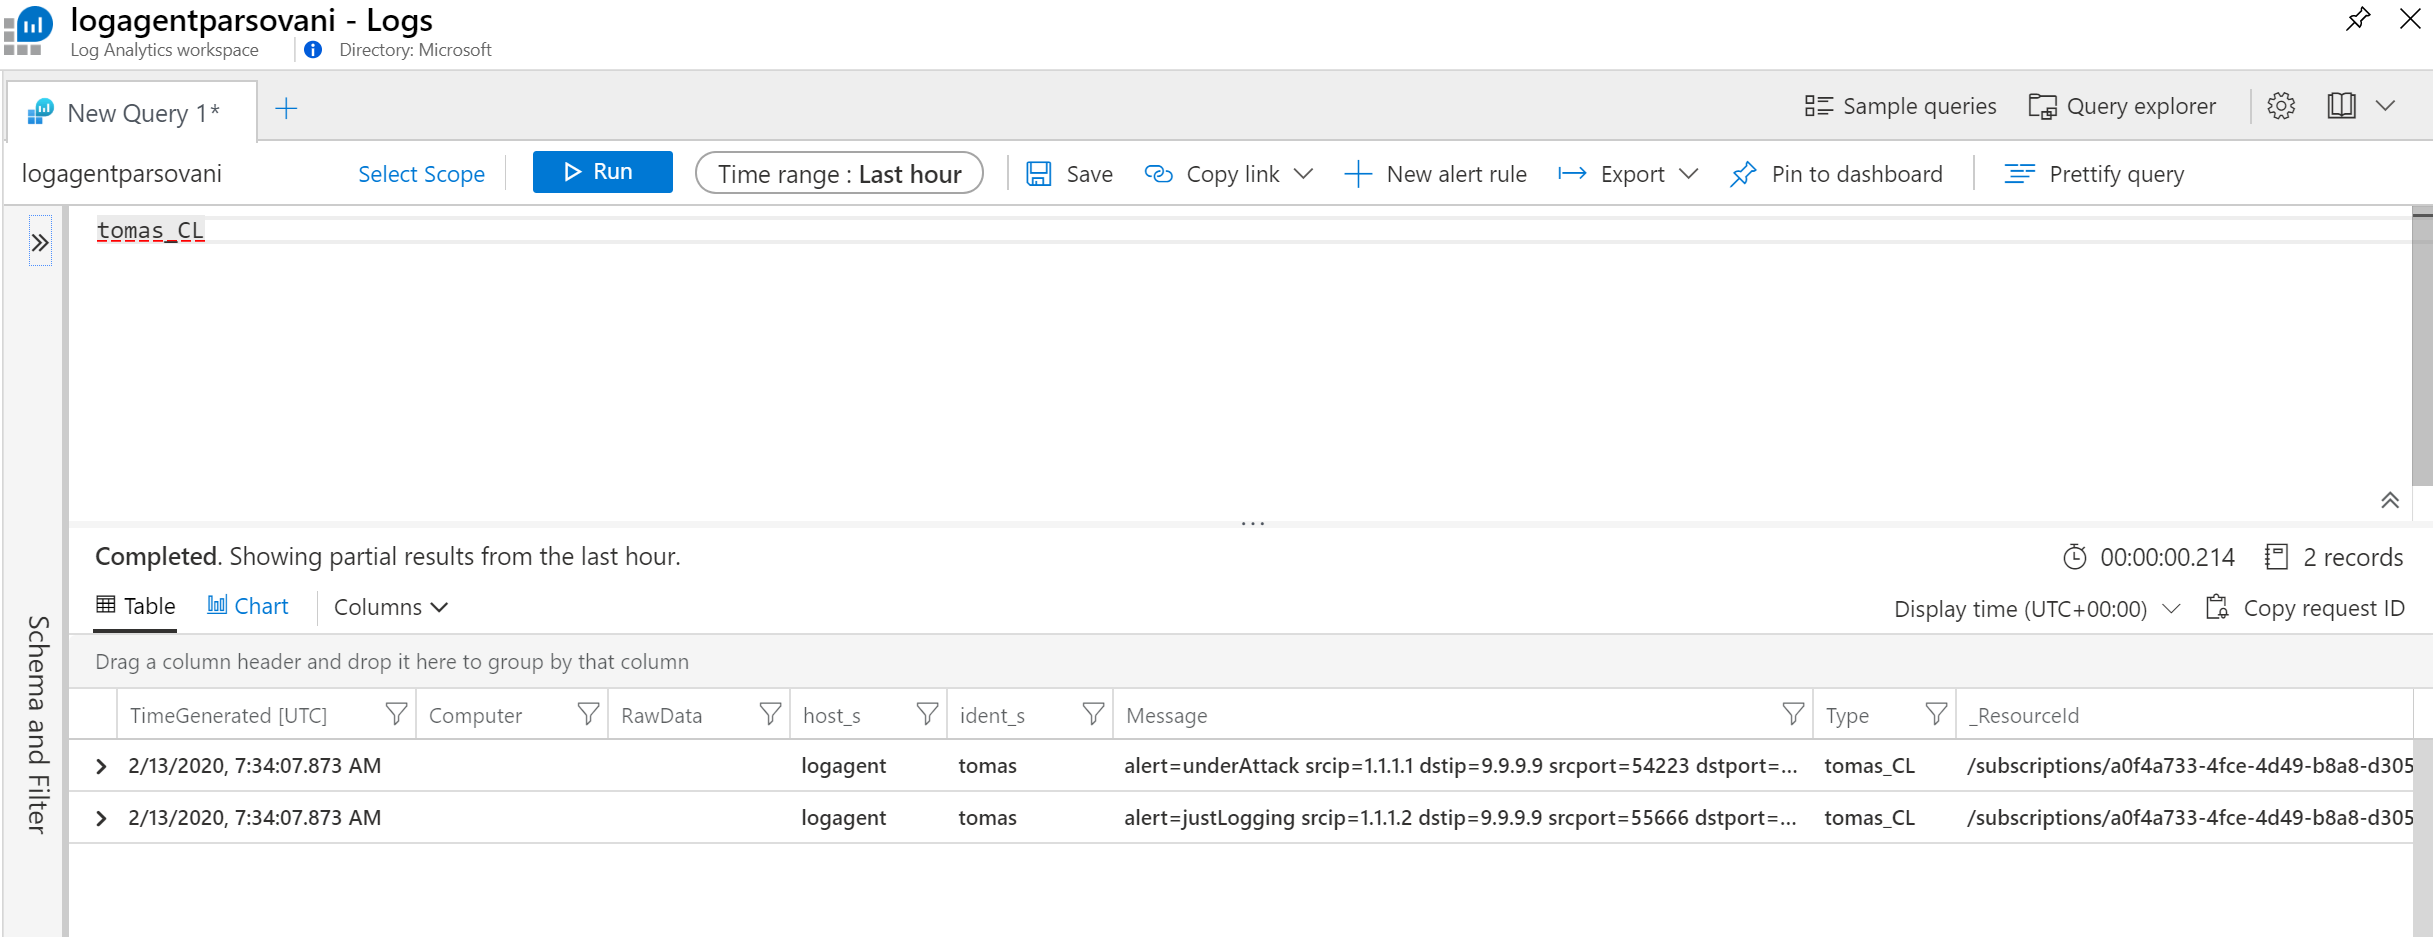 logagentparsovani - Logs
Log Analytics workspace Directory: Microsoft
New Query 1*
Sample queries Query explorer
logagentparsovani Select Scope Run Time range : Last hour Save Copy link New alert rule Export Pin to dashboard Prettify query
tomas_CL
...
Completed. Showing partial results from the last hour. 00:00:00.214 2 records
Table Chart Columns Display time (UTC+00:00) Copy request ID
Schema and Filter
Drag a column header and drop it here to group by that column
TimeGenerated [UTC] Computer RawData host_s ident_s Message Type _ResourceId
2/13/2020, 7:34:07.873 AM logagent tomas alert=underAttack srcip=1.1.1.1 dstip=9.9.9.9 srcport=54223 dstport=... tomas_CL /subscriptions/a0f4a733-4fce-4d49-b8a8-d305
2/13/2020, 7:34:07.873 AM logagent tomas alert=justLogging srcip=1.1.1.2 dstip=9.9.9.9 srcport=55666 dstport=... tomas_CL /subscriptions/a0f4a733-4fce-4d49-b8a8-d305